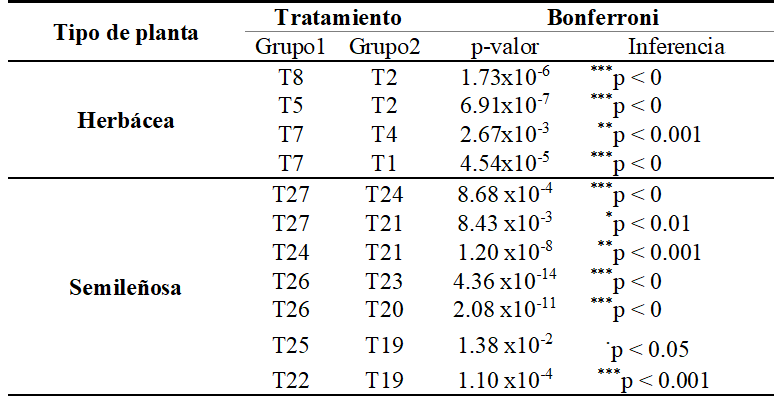 Tipo de planta Tratamiento Bonferroni
Grupo1 Grupo2 p-valor Inferencia
Herbácea
T8 T2 1.73x10-6 ***p < 0
T5 T2 6.91x10-7 ***p < 0
T7 T4 2.67x10-3 **p < 0.001
T7 T1 4.54x10-5 ***p < 0
Semileñosa
T27 T24 8.68 x10-4 ***p < 0
T27 T21 8.43 x10-3 *p < 0.01
T24 T21 1.20 x10-8 **p < 0.001
T26 T23 4.36 x10-14 ***p < 0
T26 T20 2.08 x10-11 ***p < 0
T25 T19 1.38 x10-2 .p < 0.05
T22 T19 1.10 x10-4 ***p < 0.001